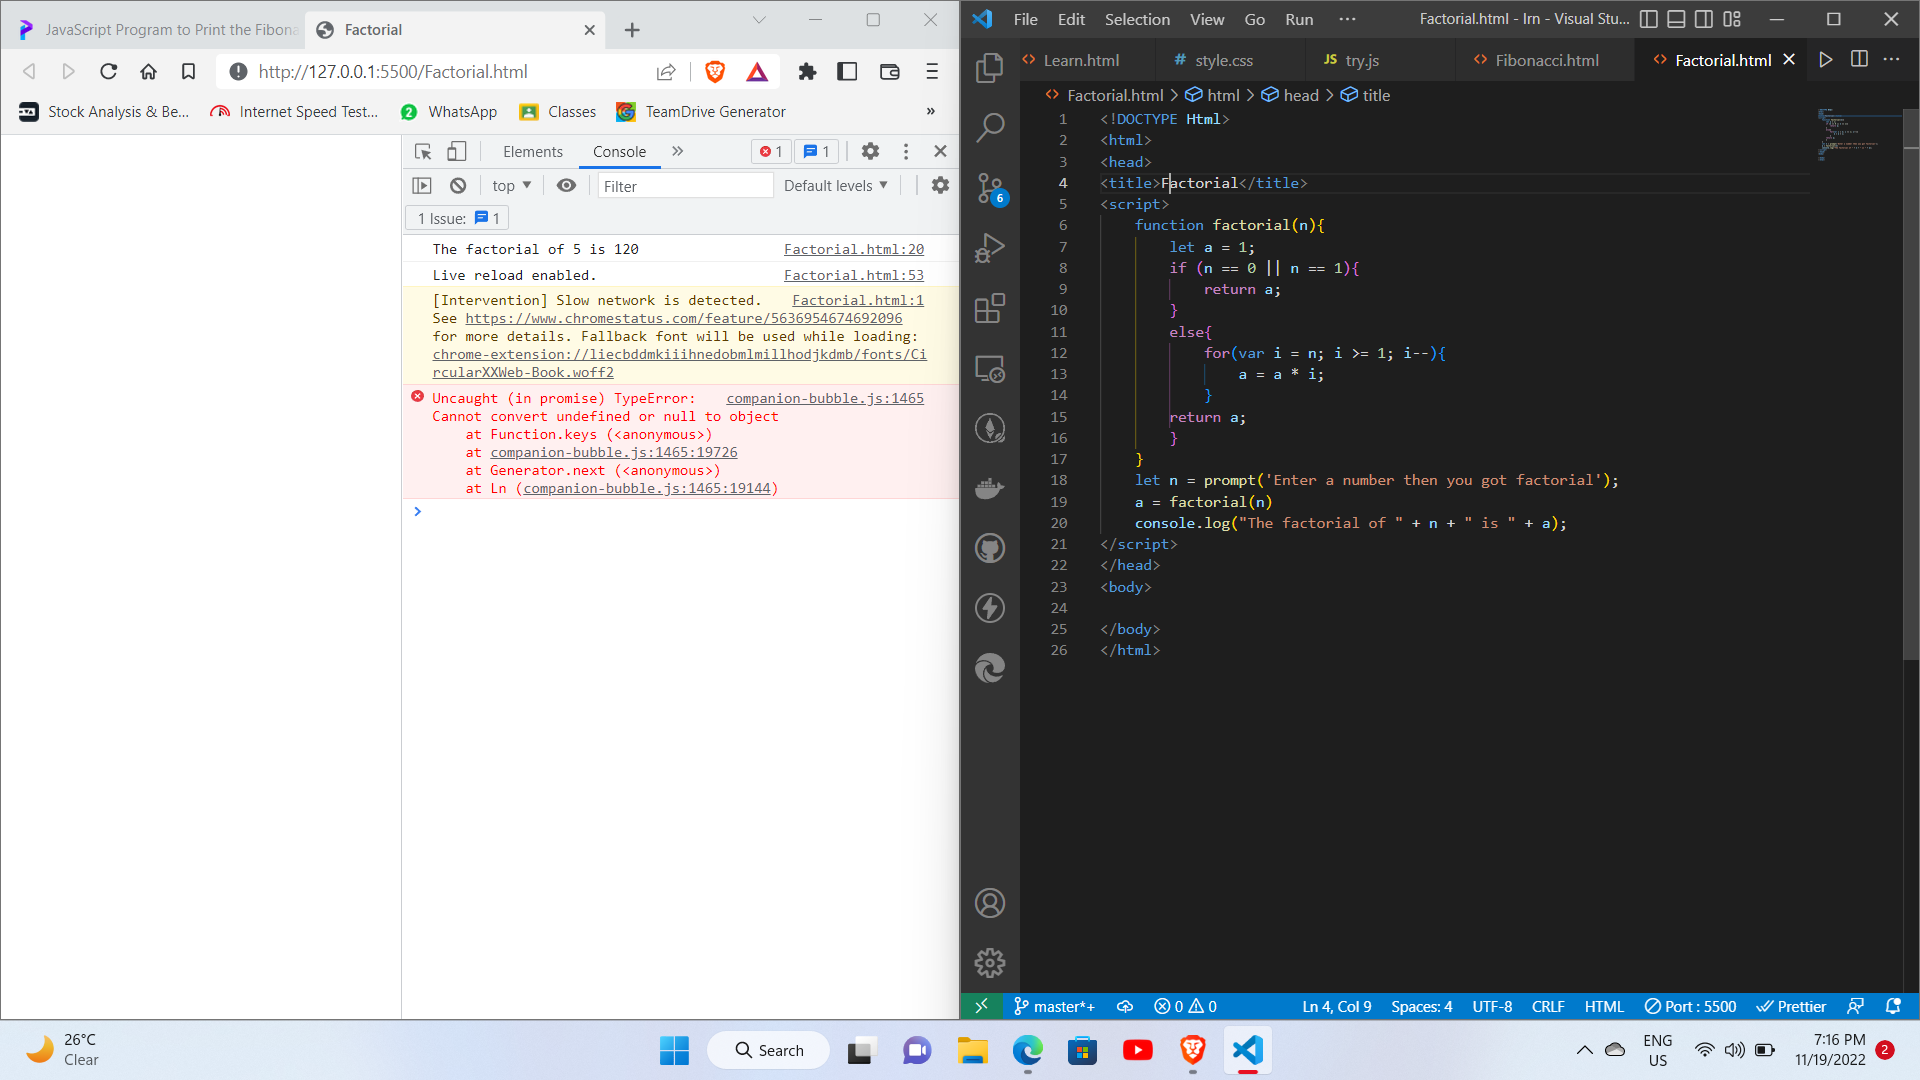 JavaScript Program to Print the Fibona
Factorial
http://127.0.0.1:5500/Factorial.html
Stock Analysis & Be...
Internet Speed Test...
2
WhatsApp
Classes
TeamDrive Generator
»
Elements
Console
1
1
top
Filter
Default levels
1 Issue:
1
The factorial of 5 is 120
Factorial.html:20
Live reload enabled.
Factorial.html:53
[Intervention] Slow network is detected.
Factorial.html:1
See https://www.chromestatus.com/feature/5636954674692096
for more details. Fallback font will be used while loading:
chrome-extension://liecbddmkiiihnedobmlmillhodjkdmb/fonts/Ci
rcularXXWeb-Book.woff2
Uncaught (in promise) TypeError:
companion-bubble.js:1465
Cannot convert undefined or null to object
at Function.keys (<anonymous>)
at companion-bubble.js:1465:19726
at Generator.next (<anonymous>)
at Ln (companion-bubble.js:1465:19144)
File Edit Selection View Go Run ···
Factorial.html - lrn - Visual Stu...
6
Learn.html
# style.css
JS try.js
Fibonacci.html
Factorial.html
Factorial.html > html > head > title
1 <!DOCTYPE Html>
2 <html>
3 <head>
4 <title>Factorial</title>
5 <script>
6 function factorial(n){
7 let a = 1;
8 if (n == 0 || n == 1){
9 return a;
10 }
11 else{
12 for(var i = n; i >= 1; i--){
13 a = a * i;
14 }
15 return a;
16 }
17 }
18 let n = prompt('Enter a number then you got factorial');
19 a = factorial(n)
20 console.log("The factorial of " + n + " is " + a);
21 </script>
22 </head>
23 <body>
24
25 </body>
26 </html>
master*+
0 0
Ln 4, Col 9
Spaces: 4
UTF-8
CRLF
HTML
Port : 5500
Prettier
26°C
Clear
Search
ENG
US
7:16 PM
11/19/2022
2